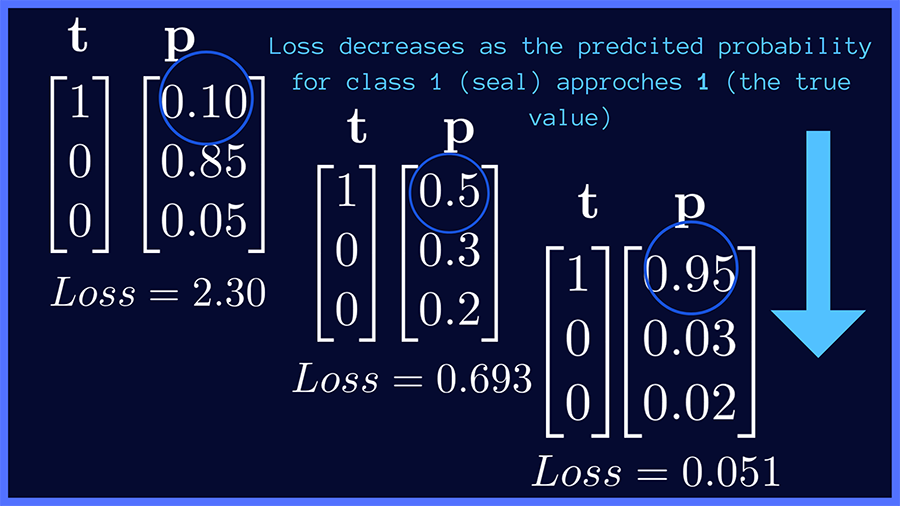 Loss decreases as the predcited probability
for class 1 (seal) approches 1 (the true
value)
t p
1 0.10
0 0.85
0 0.05
Loss = 2.30
t p
1 0.5
0 0.3
0 0.2
Loss = 0.693
t p
1 0.95
0 0.03
0 0.02
Loss = 0.051